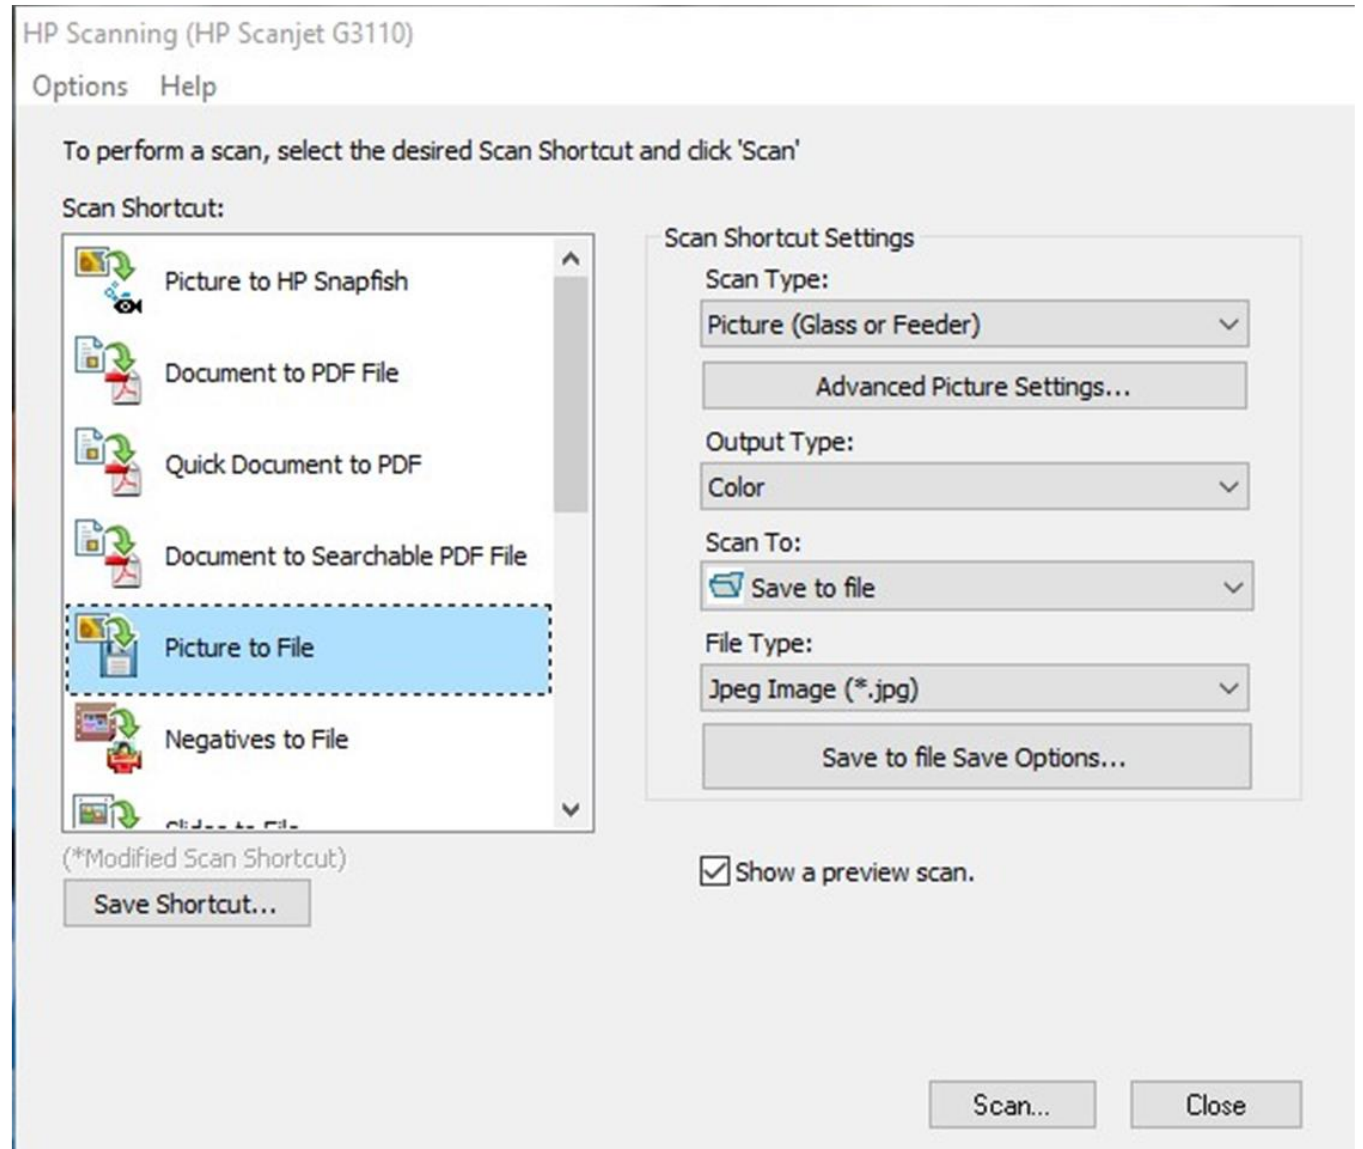 HP Scanning (HP Scanjet G3110)
Options Help
To perform a scan, select the desired Scan Shortcut and click 'Scan'
Scan Shortcut:
Picture to HP Snapfish
Document to PDF File
Quick Document to PDF
Document to Searchable PDF File
Picture to File
Negatives to File
Slides to File
(*Modified Scan Shortcut)
Save Shortcut...
Scan Shortcut Settings
Scan Type:
Picture (Glass or Feeder)
Advanced Picture Settings...
Output Type:
Color
Scan To:
Save to file
File Type:
Jpeg Image (*.jpg)
Save to file Save Options...
Show a preview scan.
Scan...
Close